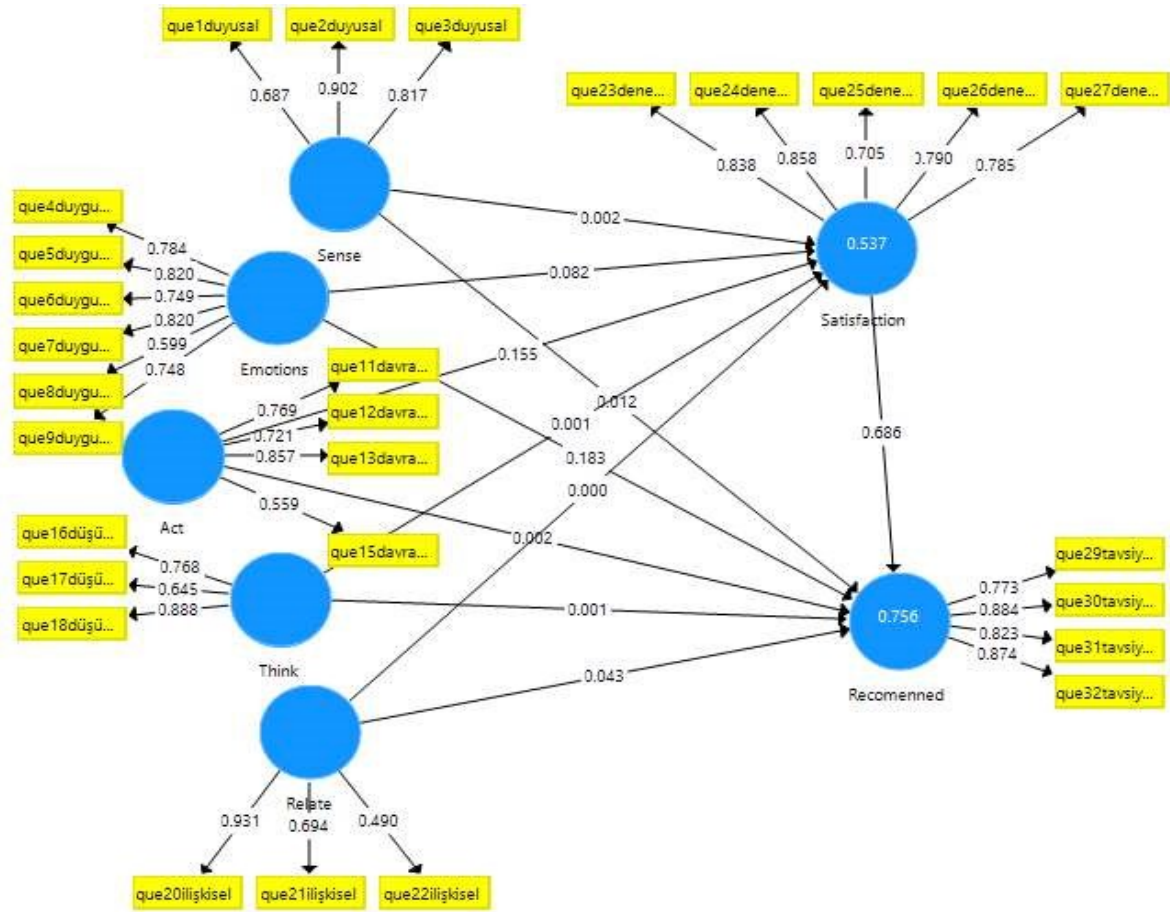 que1duyusal
que2duyusal
que3duyusal
0.687
0.902
0.817
Sense
que23dene...
que24dene...
que25dene...
que26dene...
que27dene...
0.838
0.858
0.705
0.790
0.785
0.537
Satisfaction
que4duygu...
que5duygu...
que6duygu...
que7duygu...
que8duygu...
que9duygu...
0.784
0.820
0.749
0.820
0.599
0.748
Emotions
0.002
0.082
0.155
0.012
0.001
0.183
0.000
0.686
que11davra...
que12davra...
que13davra...
que15davra...
0.769
0.721
0.857
0.559
Act
0.002
que16düşü...
que17düşü...
que18düşü...
0.768
0.645
0.888
Think
0.001
0.043
0.756
Recomenned
que29tavsiy...
que30tavsiy...
que31tavsiy...
que32tavsiy...
0.773
0.884
0.823
0.874
Relate
0.931
0.694
0.490
que20ilişkisel
que21ilişkisel
que22ilişkisel